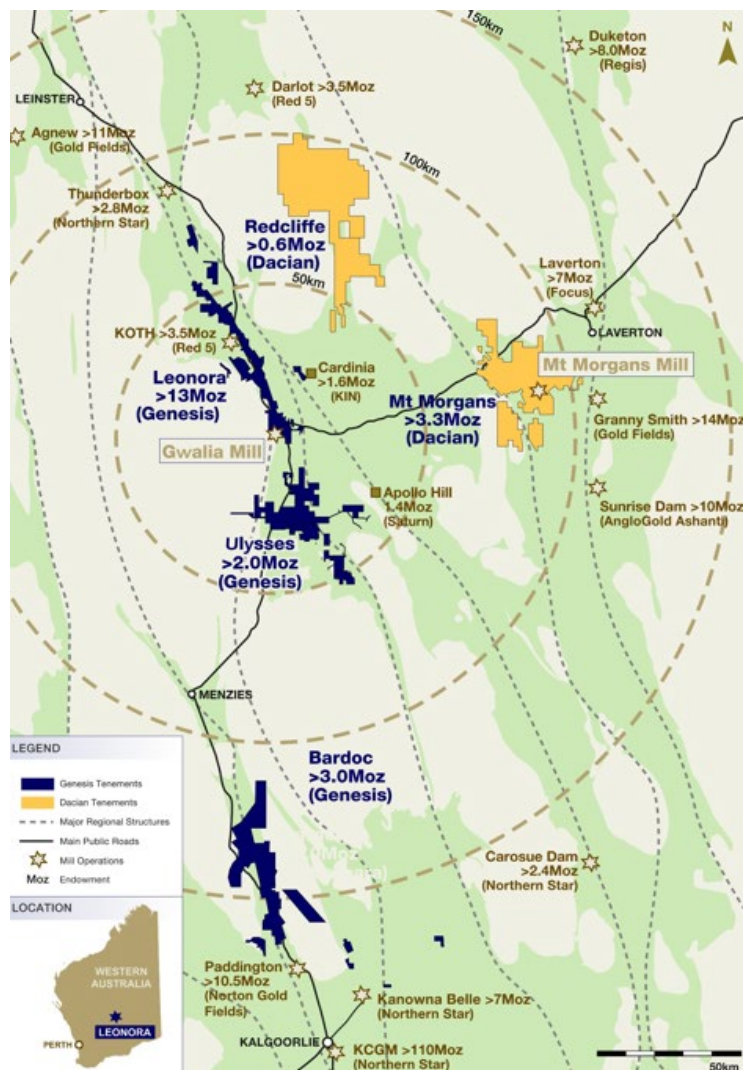 150km
N
Duketon
>8.0Moz
(Regis)
Darlot >3.5Moz
(Red 5)
LEINSTER
Agnew >11Moz
(Gold Fields)
100km
Thunderbox
>2.8Moz
(Northern Star)
Redcliffe
>0.6Moz
(Dacian)
50km
Laverton
>7Moz
(Focus)
LAVERTON
KOTH >3.5Moz
(Red 5)
Cardinia
>1.6Moz
(KIN)
Mt Morgans Mill
Leonora
>13Moz
(Genesis)
Mt Morgans
>3.3Moz
(Dacian)
Granny Smith >14Moz
(Gold Fields)
Gwalia Mill
Apollo Hill
1.4Moz
(Saturn)
Sunrise Dam >10Moz
(AngloGold Ashanti)
Ulysses
>2.0Moz
(Genesis)
MENZIES
Bardoc
>3.0Moz
(Genesis)
LEGEND
Genesis Tenements
Dacian Tenements
Major Regional Structures
Main Public Roads
Mill Operations
Moz Endowment
Carosue Dam
>2.4Moz
(Northern Star)
LOCATION
WESTERN
AUSTRALIA
LEONORA
PERTH
Paddington
>10.5Moz
(Norton Gold
Fields)
Kanowna Belle >7Moz
(Northern Star)
KALGOORLIE
KCGM >110Moz
(Northern Star)
50km